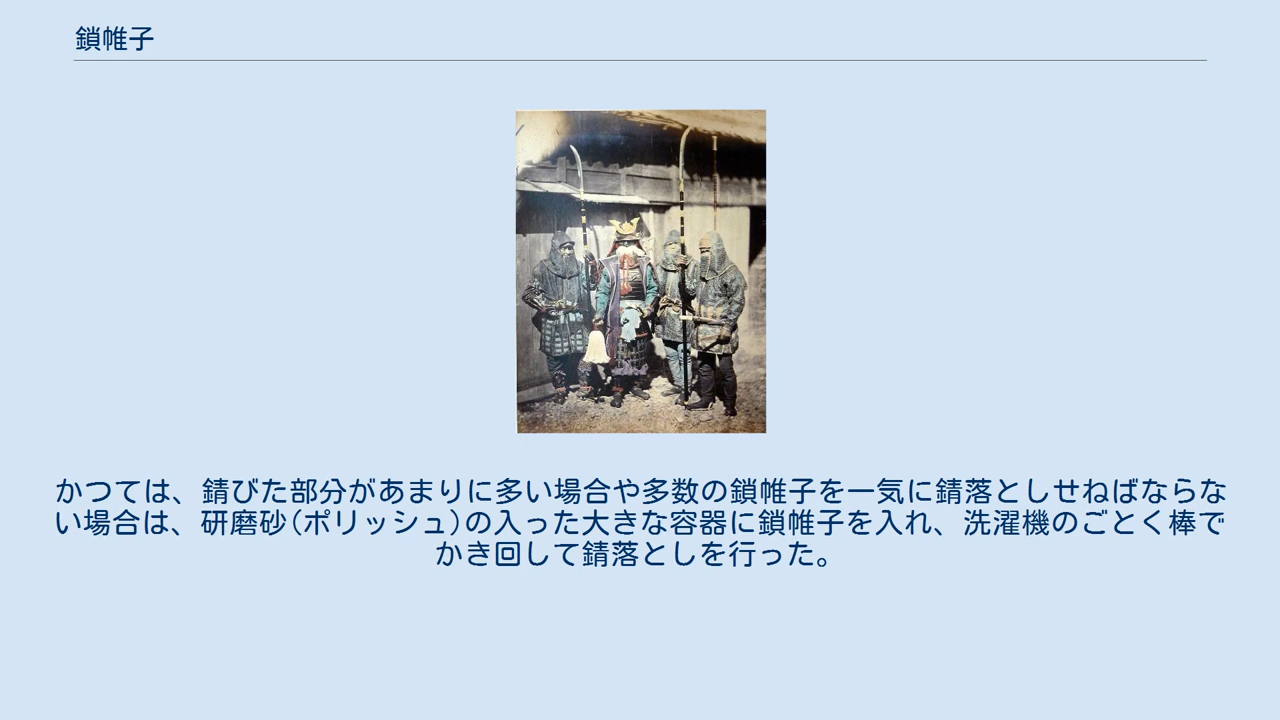 鎖帷子
かつては、錆びた部分があまりに多い場合や多数の鎖帷子を一気に錆落としせねばならな
い場合は、研磨砂(ポリッシュ)の入った大きな容器に鎖帷子を入れ、洗濯機のごとく棒で
かき回して錆落としを行った。